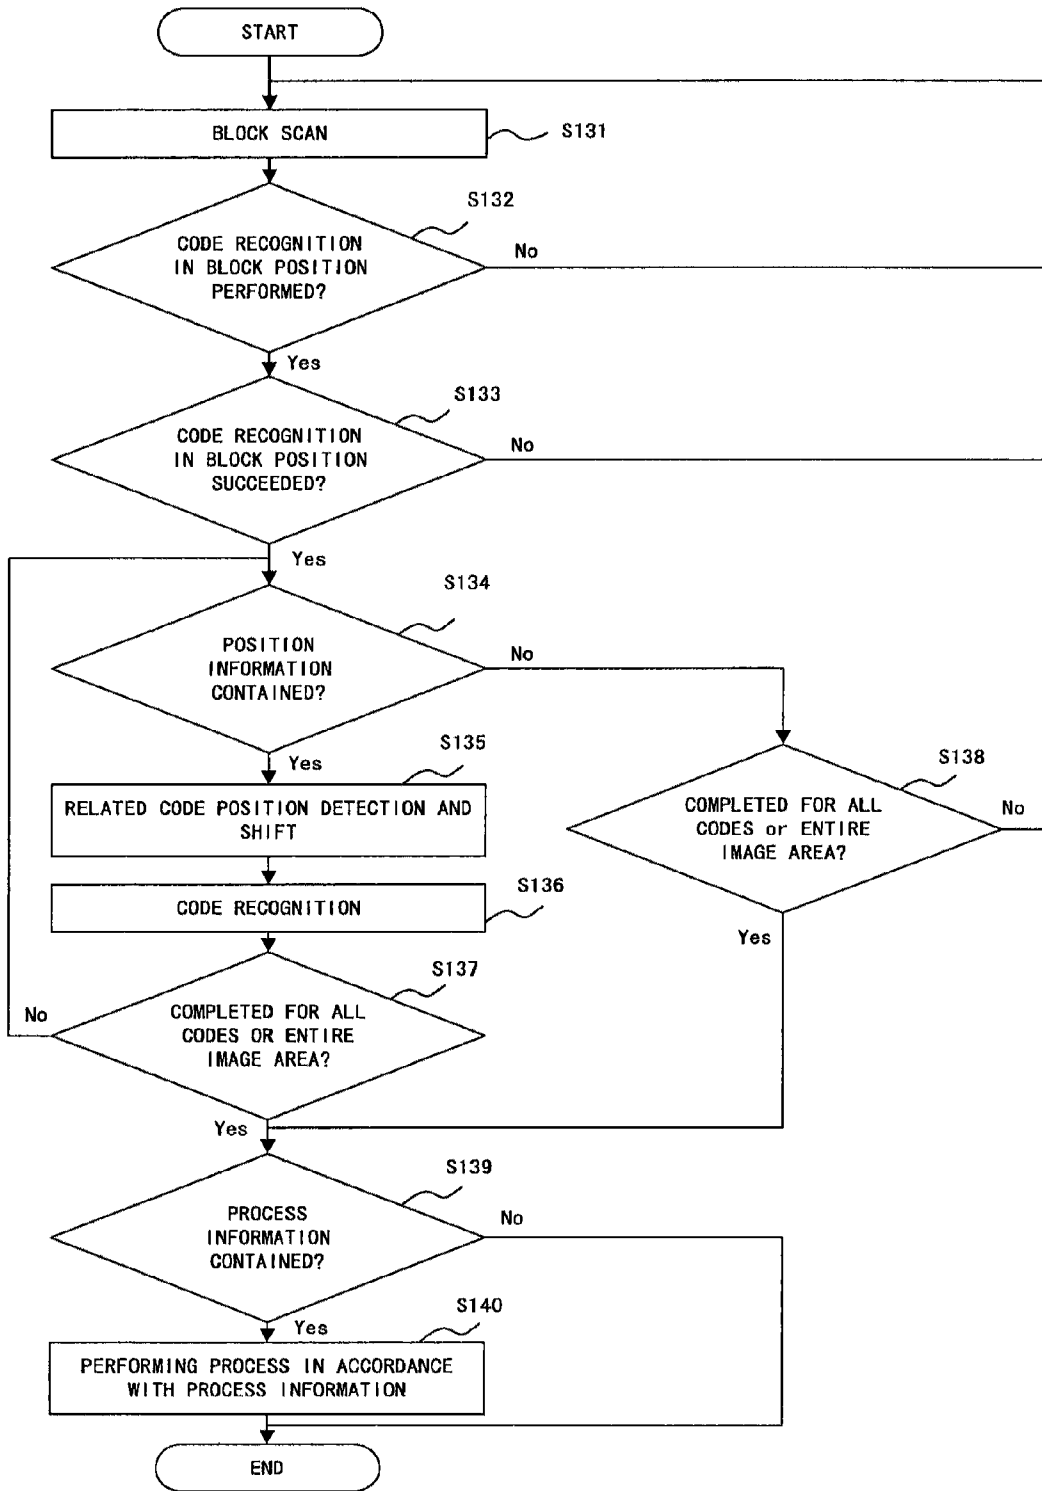 START
BLOCK SCAN
S131
S132
CODE RECOGNITION
IN BLOCK POSITION
PERFORMED?
No
Yes
S133
CODE RECOGNITION
IN BLOCK POSITION
SUCCEEDED?
No
Yes
S134
POSITION
INFORMATION
CONTAINED?
No
Yes
S135
RELATED CODE POSITION DETECTION AND
SHIFT
S138
COMPLETED FOR ALL
CODES or ENTIRE
IMAGE AREA?
No
Yes
S136
CODE RECOGNITION
S137
COMPLETED FOR ALL
CODES OR ENTIRE
IMAGE AREA?
No
Yes
S139
PROCESS
INFORMATION
CONTAINED?
No
Yes
S140
PERFORMING PROCESS IN ACCORDANCE
WITH PROCESS INFORMATION
END